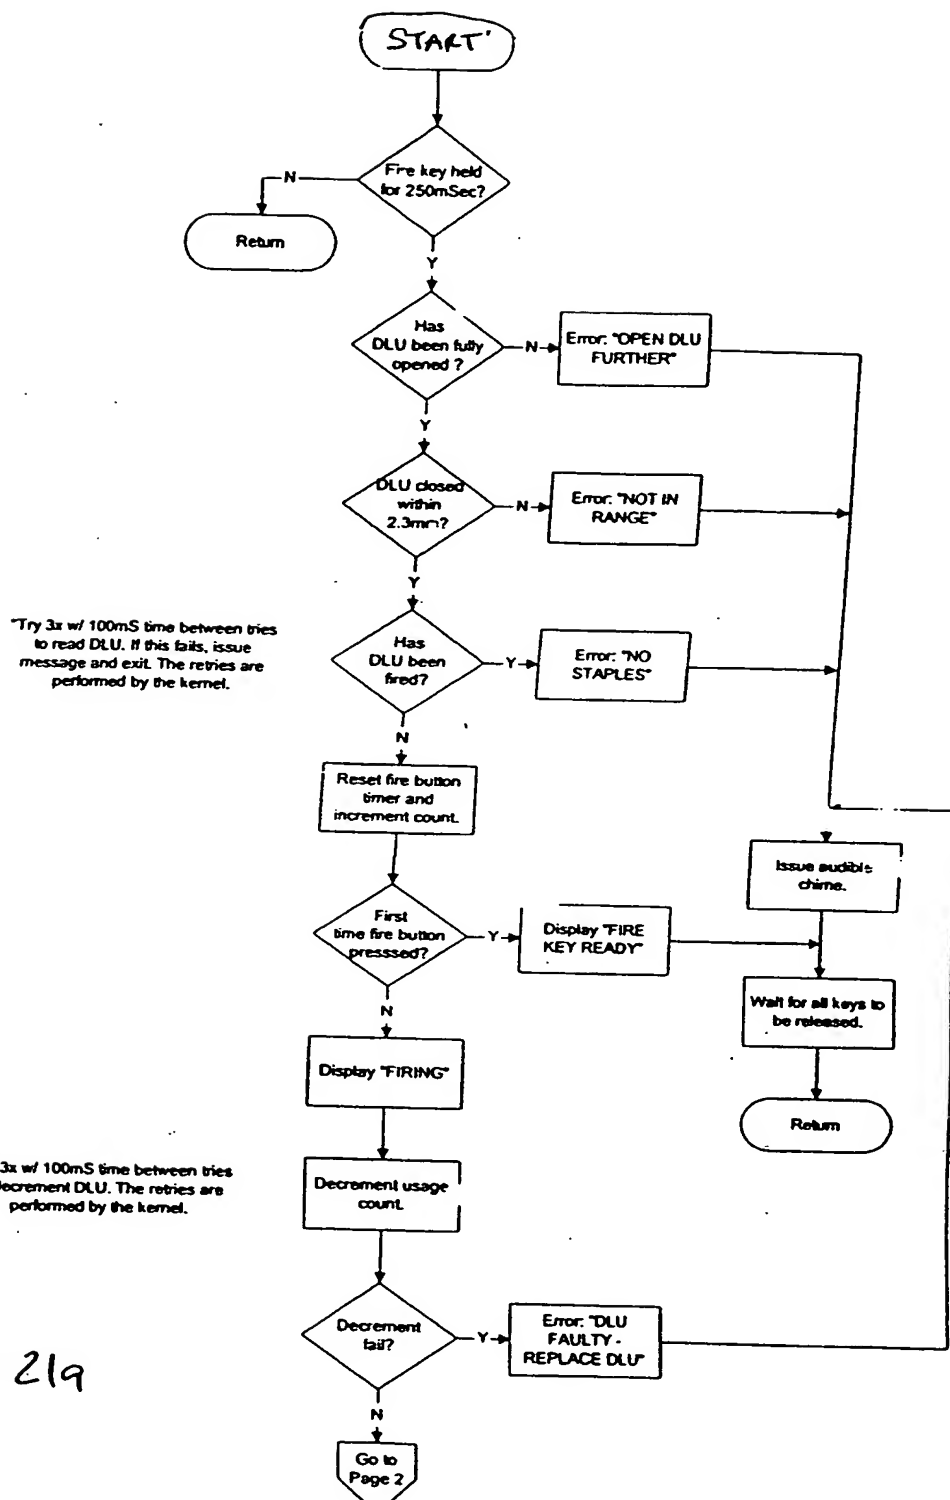 START
Fire key held
for 250mSec?
N
Return
Y
Has
DLU been fully
opened ?
N
Error: "OPEN DLU
FURTHER"
Y
DLU closed
within
2.3mm?
N
Error: "NOT IN
RANGE"
Y
"Try 3x w/ 100mS time between tries
to read DLU. If this fails, issue
message and exit. The retries are
performed by the kernel.
Has
DLU been
fired?
Y
Error: "NO
STAPLES"
N
Reset fire button
timer and
increment count.
Issue audible
chime.
First
time fire button
presssed?
Y
Display "FIRE
KEY READY"
Wait for all keys to
be released.
N
Display "FIRING"
Return
3x w/ 100mS time between tries
decrement DLU. The retries are
performed by the kernel.
Decrement usage
count.
Decrement
fail?
Y
Error: "DLU
FAULTY -
REPLACE DLU"
21a
N
Go to
Page 2